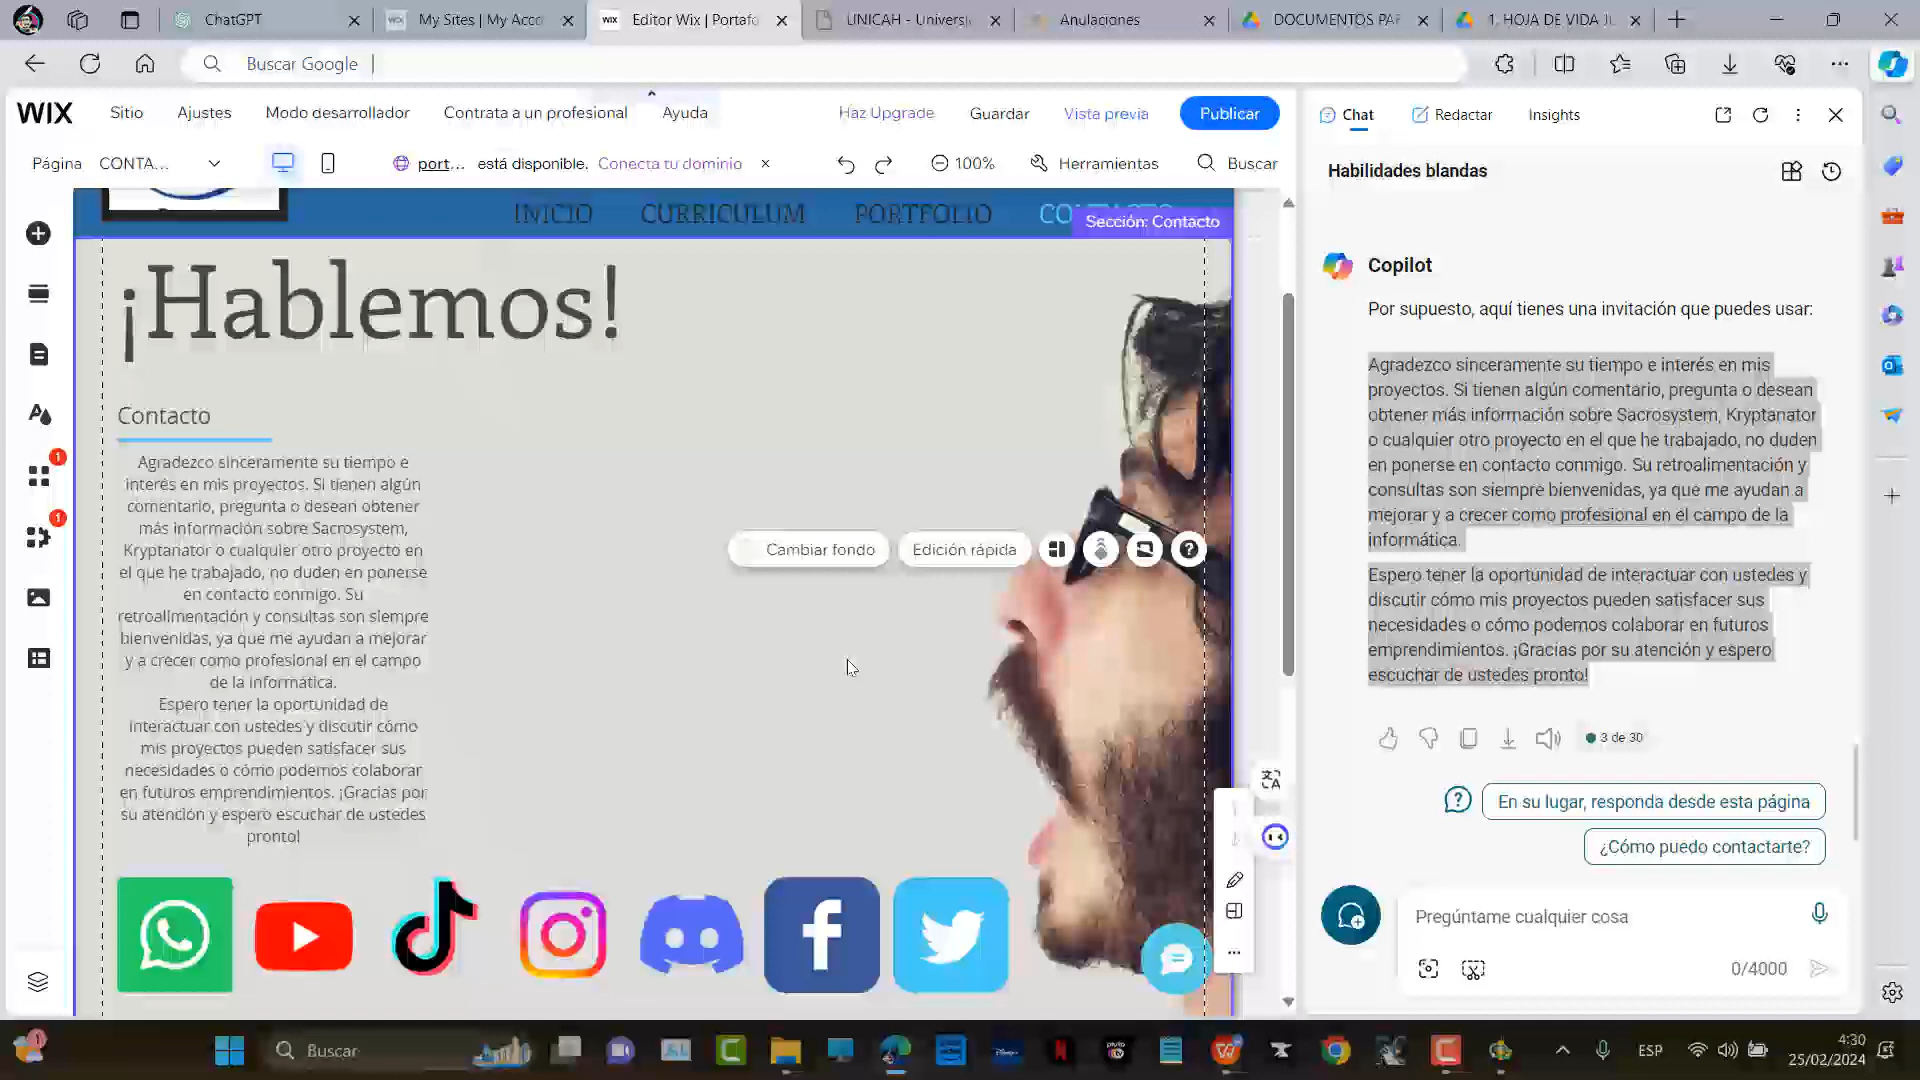 ChatGPT
My Sites | My Acco
Editor Wix | Portafo
UNICAH - Universi
Anulaciones
DOCUMENTOS PAR
1. HOJA DE VIDA JU
Buscar Google
WIX
Sitio
Ajustes
Modo desarrollador
Contrata a un profesional
Ayuda
Haz Upgrade
Guardar
Vista previa
Publicar
Página
CONTA...
port...
está disponible.
Conecta tu dominio
100%
Herramientas
Buscar
INICIO
CURRICULUM
PORTFOLIO
Sección: Contacto
¡Hablemos!
Contacto
Agradezco sinceramente su tiempo e
interés en mis proyectos. Si tienen algún
comentario, pregunta o desean obtener
más información sobre Sacrosystem,
Kryptanator o cualquier otro proyecto en
el que he trabajado, no duden en ponerse
en contacto conmigo. Su
retroalimentación y consultas son siempre
bienvenidas, ya que me ayudan a mejorar
y a crecer como profesional en el campo
de la informática.
Espero tener la oportunidad de
interactuar con ustedes y discutir cómo
mis proyectos pueden satisfacer sus
necesidades o cómo podemos colaborar
en futuros emprendimientos. ¡Gracias por
su atención y espero escuchar de ustedes
pronto!
Cambiar fondo
Edición rápida
Chat
Redactar
Insights
Habilidades blandas
Copilot
Por supuesto, aquí tienes una invitación que puedes usar:
Agradezco sinceramente su tiempo e interés en mis
proyectos. Si tienen algún comentario, pregunta o desean
obtener más información sobre Sacrosystem, Kryptanator
o cualquier otro proyecto en el que he trabajado, no duden
en ponerse en contacto conmigo. Su retroalimentación y
consultas son siempre bienvenidas, ya que me ayudan a
mejorar y a crecer como profesional en el campo de la
informática.
Espero tener la oportunidad de interactuar con ustedes y
discutir cómo mis proyectos pueden satisfacer sus
necesidades o cómo podemos colaborar en futuros
emprendimientos. ¡Gracias por su atención y espero
escuchar de ustedes pronto!
3 de 30
En su lugar, responda desde esta página
¿Cómo puedo contactarte?
Pregúntame cualquier cosa
0/4000
Buscar
ESP
4:30
25/02/2024